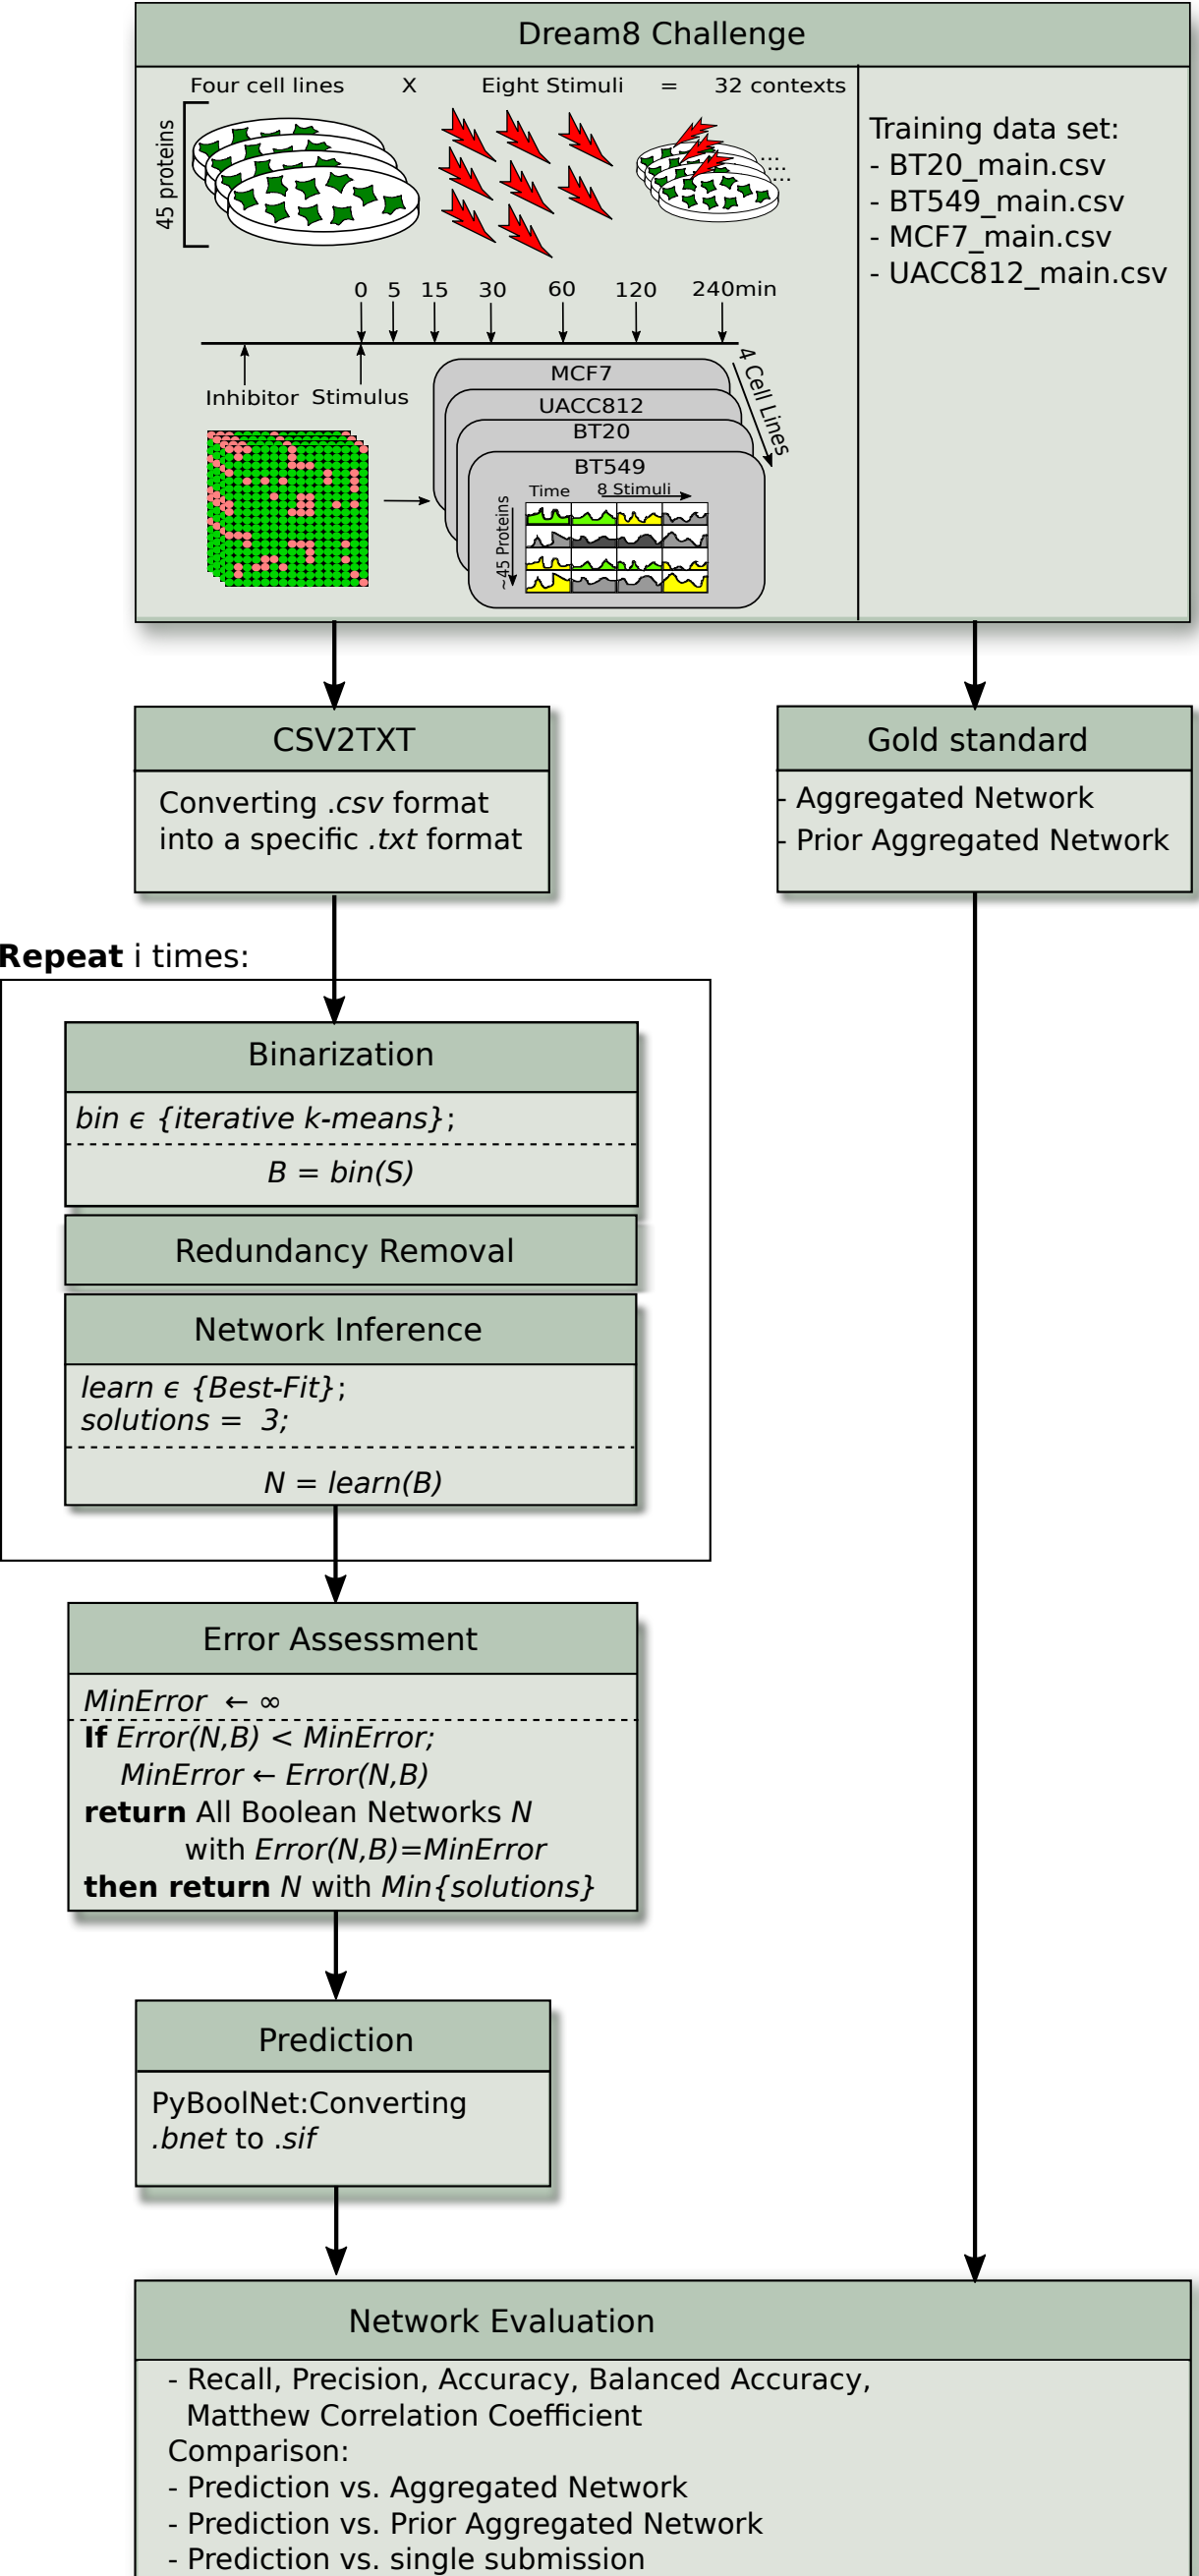 Dream8 Challenge
Four cell lines X Eight Stimuli = 32 contexts
45 proteins
...
...
...
Training data set:
- BT20_main.csv
- BT549_main.csv
- MCF7_main.csv
- UACC812_main.csv
0 5 15 30 60 120 240min
Inhibitor Stimulus
4 Cell Lines
MCF7
UACC812
BT20
BT549
Time 8 Stimuli
~45 Proteins
CSV2TXT
Converting .csv format
into a specific .txt format
Gold standard
- Aggregated Network
- Prior Aggregated Network
Repeat i times:
Binarization
bin ϵ {iterative k-means};
B = bin(S)
Redundancy Removal
Network Inference
learn ϵ {Best-Fit};
solutions = 3;
N = learn(B)
Error Assessment
MinError ← ∞
If Error(N,B) < MinError;
MinError ← Error(N,B)
return All Boolean Networks N
with Error(N,B)=MinError
then return N with Min{solutions}
Prediction
PyBoolNet:Converting
.bnet to .sif
Network Evaluation
- Recall, Precision, Accuracy, Balanced Accuracy,
Matthew Correlation Coefficient
Comparison:
- Prediction vs. Aggregated Network
- Prediction vs. Prior Aggregated Network
- Prediction vs. single submission